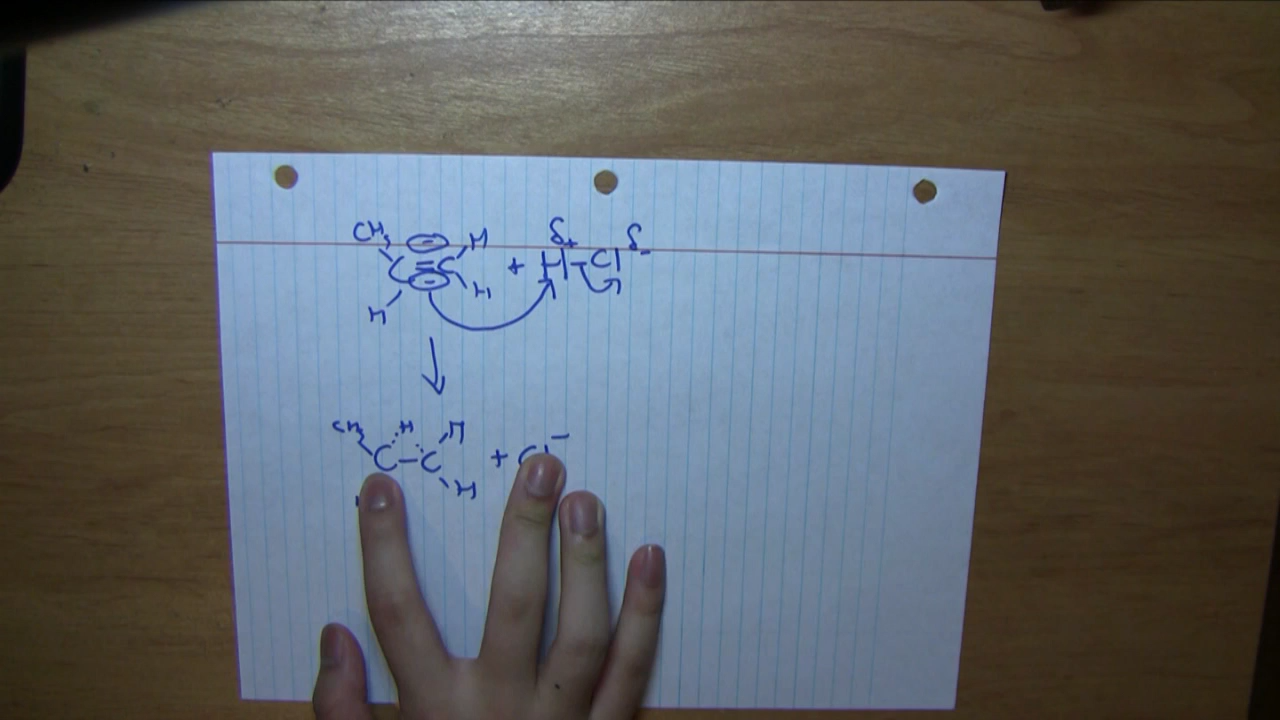 δ+ δ-
CH3 H
C=C + H-Cl
H H
CH3 H H
C-C + Cl-
H